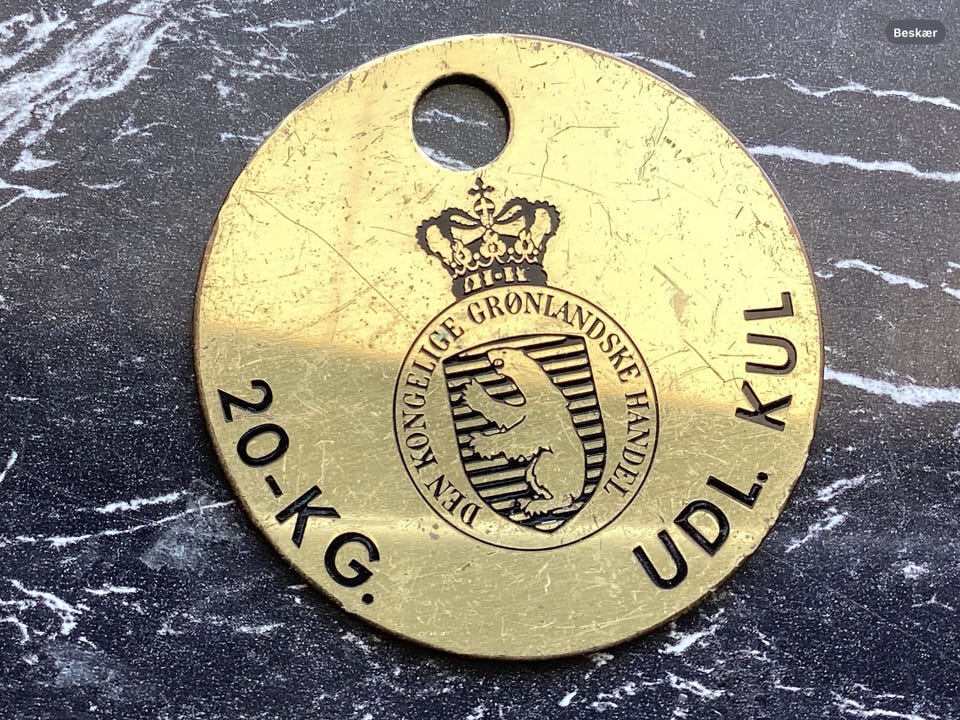 Beskær
DEN KONGELIGE GRØNLANDSKE HANDEL
20-KG.
UDL. KUL